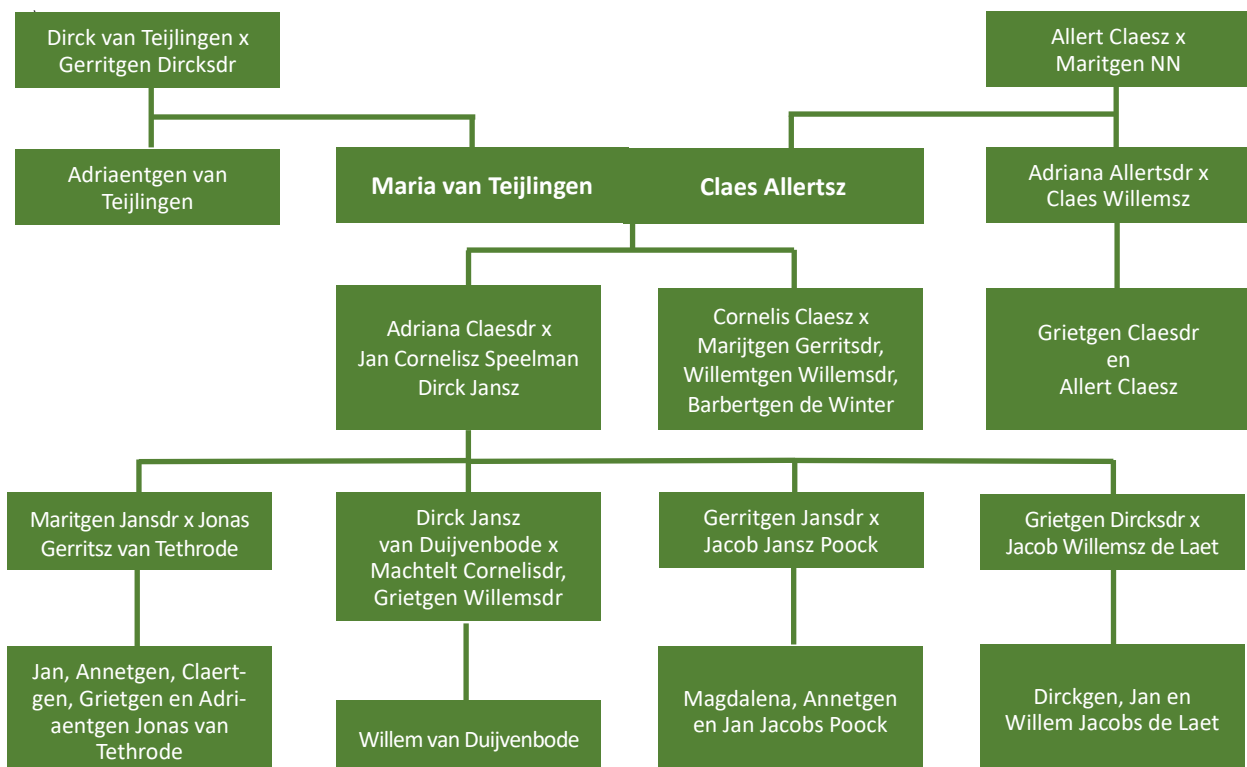 Dirck van Teijlingen x
Gerritgen Dircksdr
Allert Claesz x
Maritgen NN
Adriaentgen van
Teijlingen
Maria van Teijlingen
Claes Allertsz
Adriana Allertsdr x
Claes Willemsz
Adriana Claesdr x
Jan Cornelisz Speelman
Dirck Jansz
Cornelis Claesz x
Marijtgen Gerritsdr,
Willemtgen Willemsdr,
Barbertgen de Winter
Grietgen Claesdr
en
Allert Claesz
Maritgen Jansdr x Jonas
Gerritsz van Tethrode
Dirck Jansz
van Duijvenbode x
Machtelt Cornelisdr,
Grietgen Willemsdr
Gerritgen Jansdr x
Jacob Jansz Poock
Grietgen Dircksdr x
Jacob Willemsz de Laet
Jan, Annetgen, Claert-
gen, Grietgen en Adri-
aentgen Jonas van
Tethrode
Willem van Duijvenbode
Magdalena, Annetgen
en Jan Jacobs Poock
Dirckgen, Jan en
Willem Jacobs de Laet